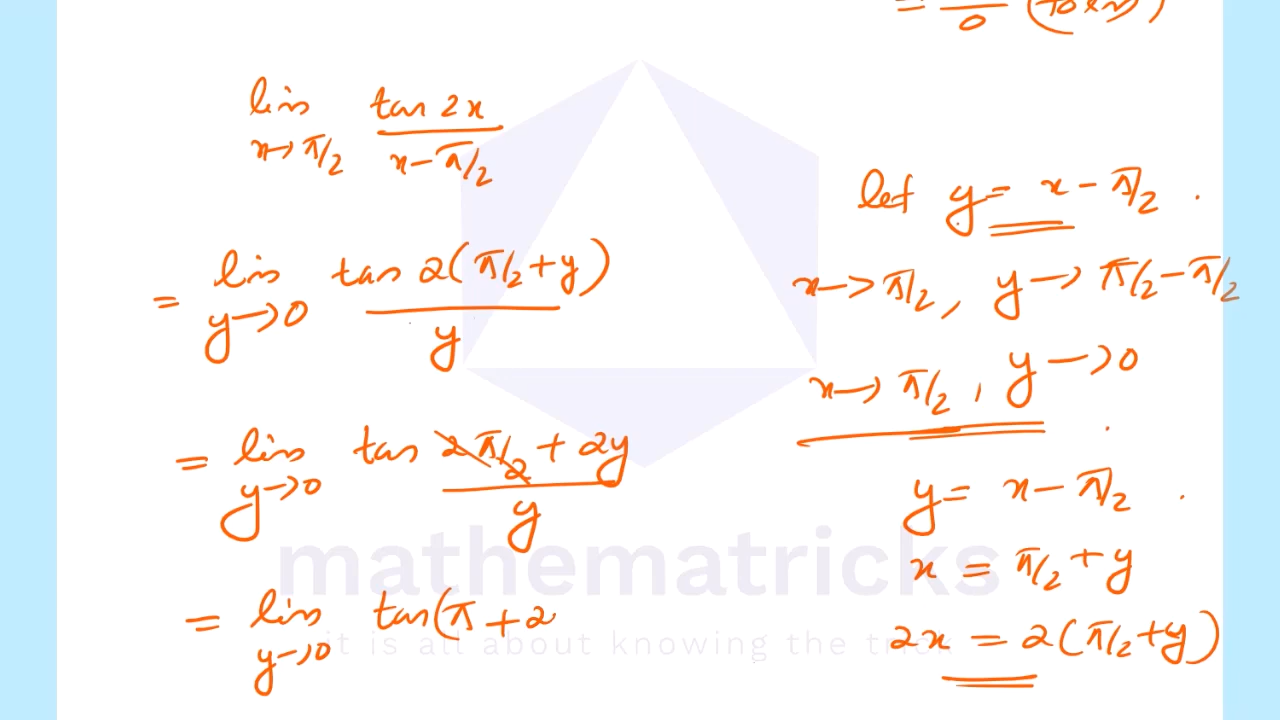 = /0
lim tan 2x
x→π/2 x-π/2
let y = x - π/2 .
= lim tan 2(π/2+y)
y→0 y
x→π/2, y→π/2-π/2
x→π/2, y→0
= lim tan 2π/2 + 2y
y→0 y
y = x - π/2 .
x = π/2 + y
= lim tan(π+2
y→0
2x = 2(π/2+y)
mathematricks
it is all about knowing the trick